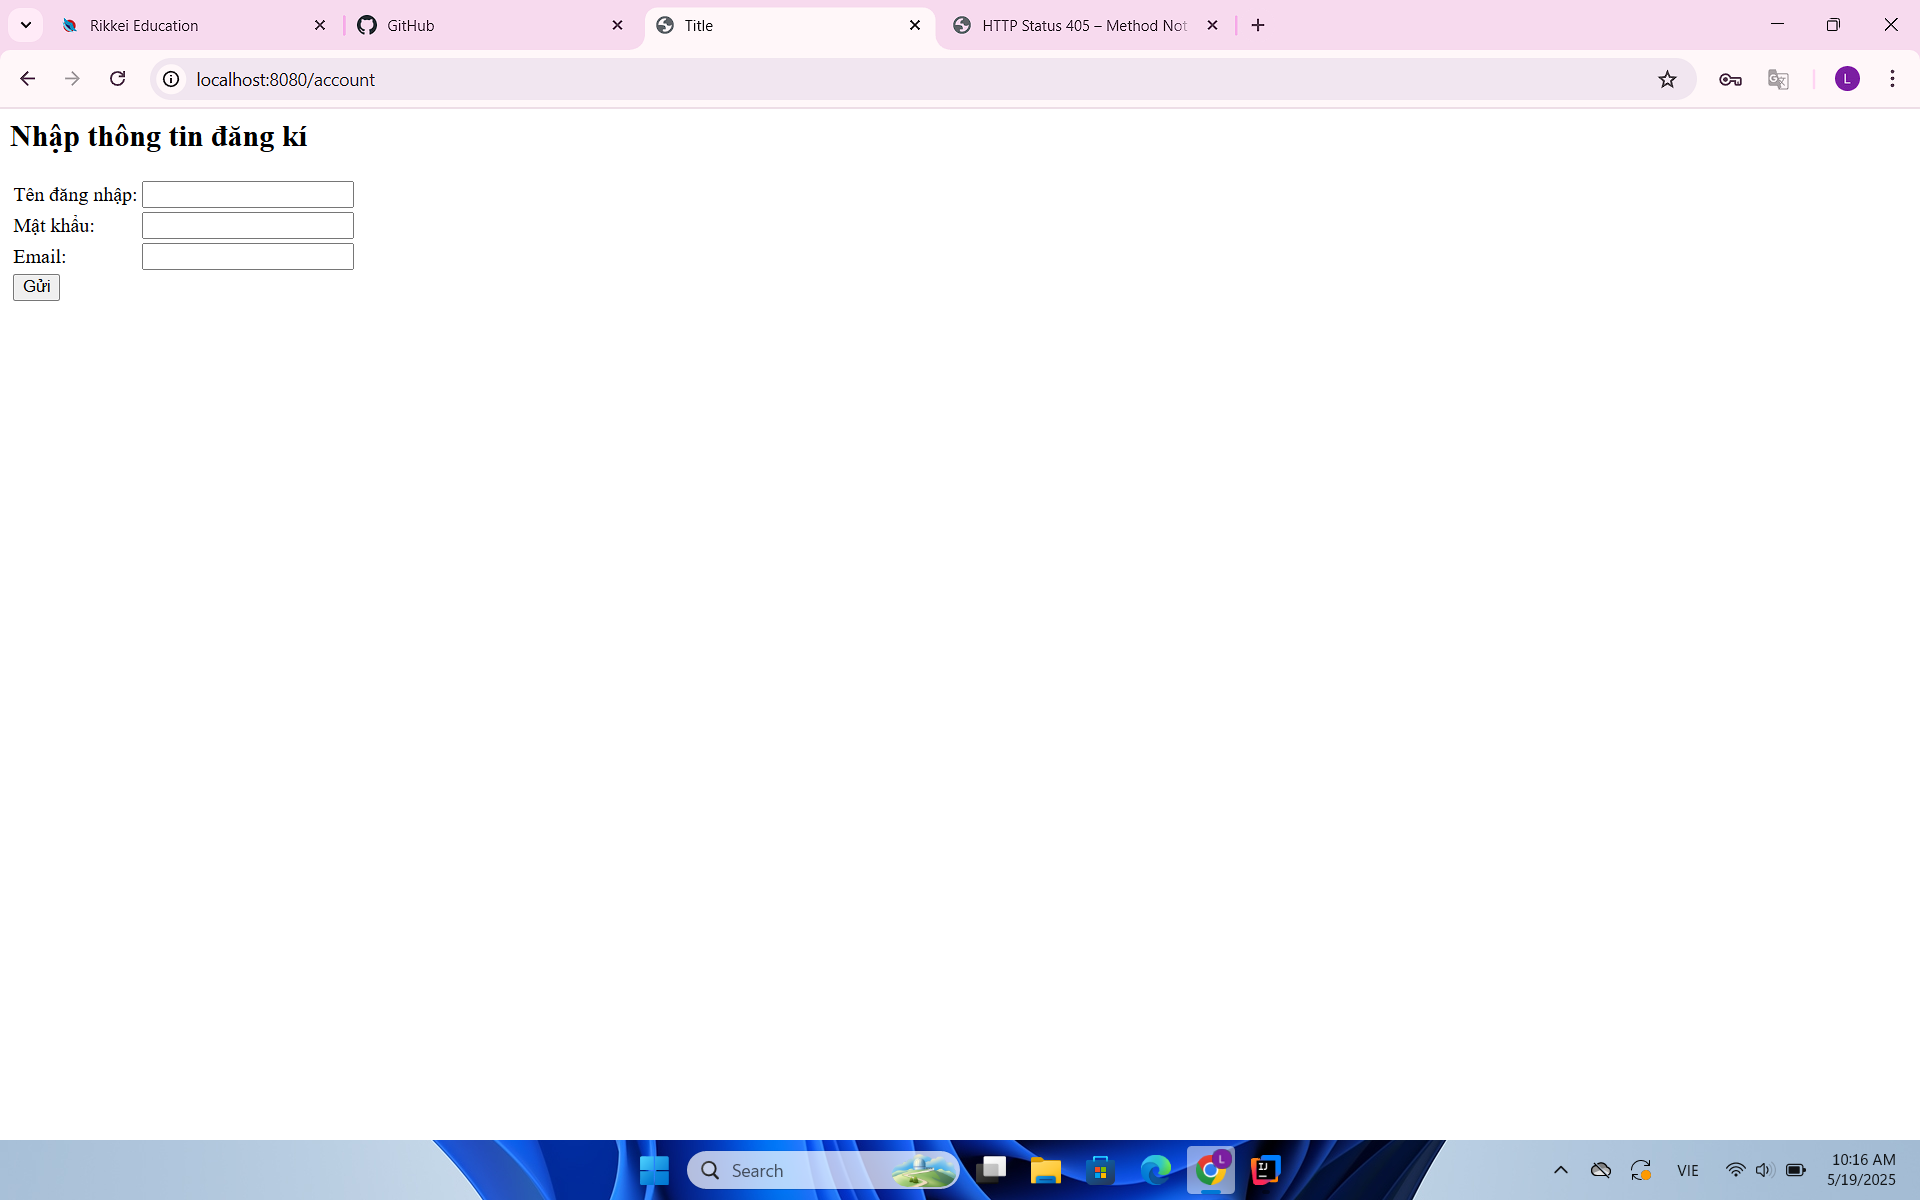 Rikkei Education
GitHub
Title
HTTP Status 405 – Method Not
localhost:8080/account
L
Nhập thông tin đăng kí
Tên đăng nhập:
Mật khẩu:
Email:
Gửi
Search
L
VIE
10:16 AM
5/19/2025